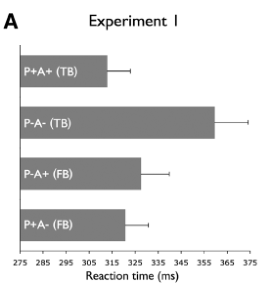 A
Experiment 1
P+A+ (TB)
P-A- (TB)
P-A+ (FB)
P+A- (FB)
275 285 295 305 315 325 335 345 355 365 375
Reaction time (ms)